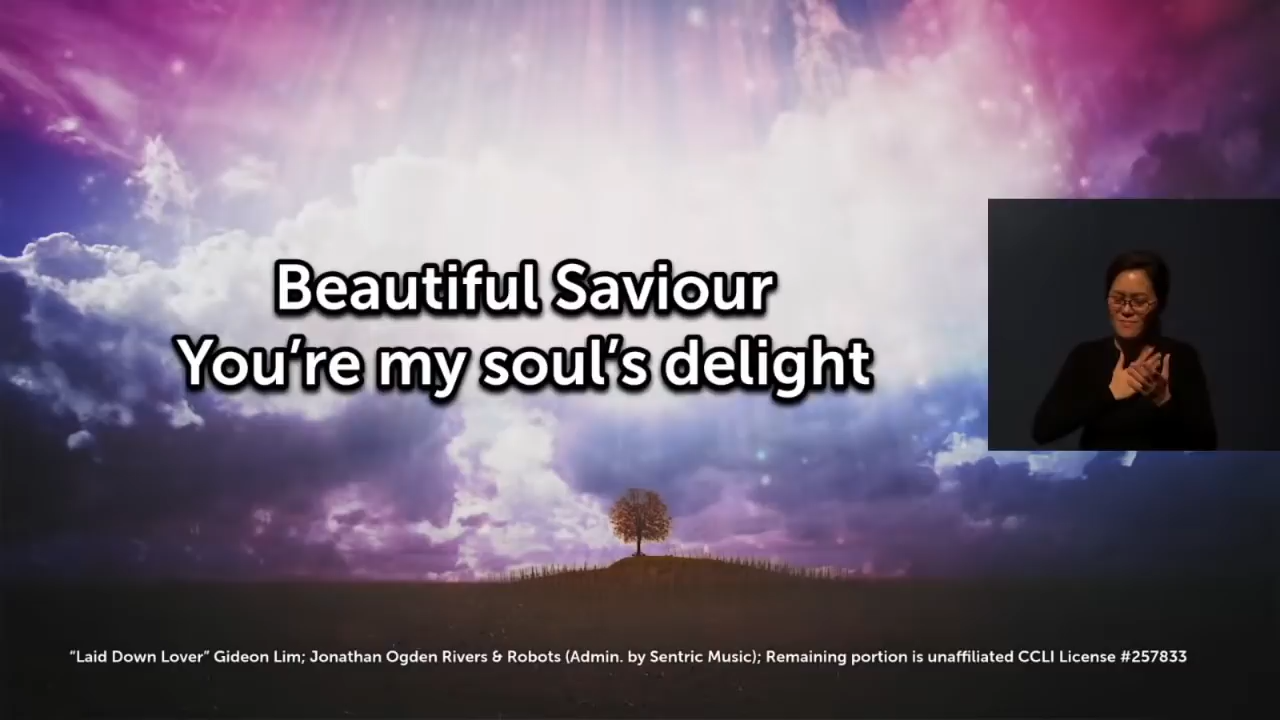 Beautiful Saviour
You’re my soul’s delight
“Laid Down Lover” Gideon Lim; Jonathan Ogden Rivers & Robots (Admin. by Sentric Music); Remaining portion is unaffiliated CCLI License #257833